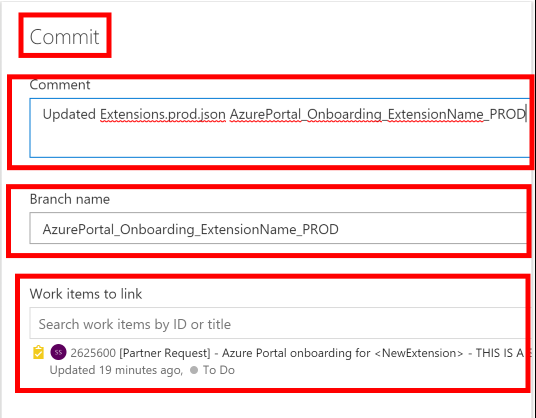 Commit
Comment
Updated Extensions.prod.json AzurePortal_Onboarding_ExtensionName_PROD
Branch name
AzurePortal_Onboarding_ExtensionName_PROD
Work items to link
Search work items by ID or title
SS 2625600 [Partner Request] - Azure Portal onboarding for <NewExtension> - THIS IS A
Updated 19 minutes ago, To Do